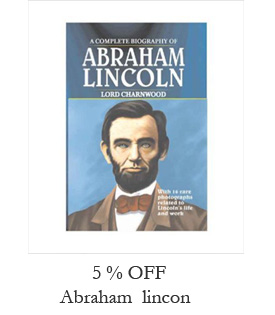 A COMPLETE BIOGRAPHY OF
ABRAHAM
LINCOLN
LORD CHARNWOOD
With 12 rare
photographs
related to
Lincoln's life
and work
5 % OFF
Abraham lincon